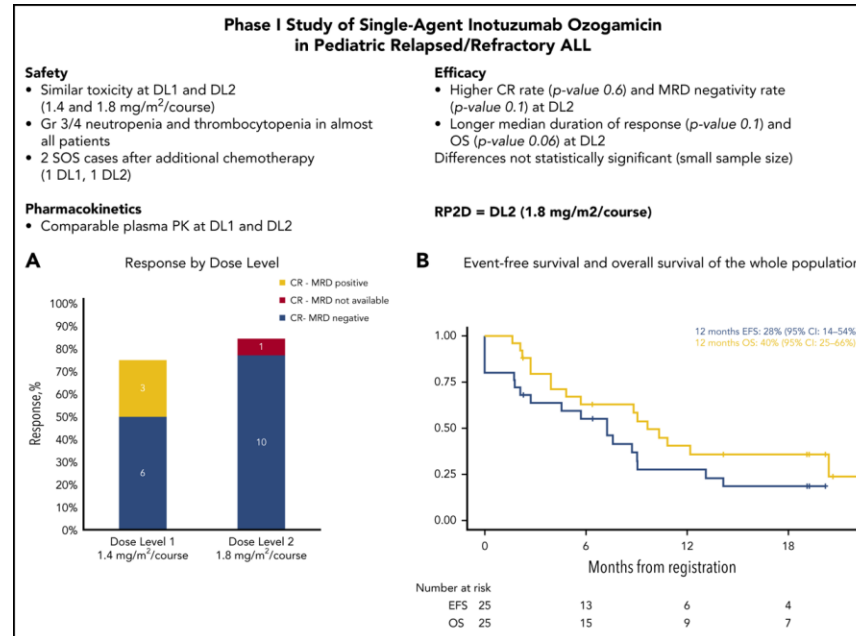 Phase I Study of Single-Agent Inotuzumab Ozogamicin
in Pediatric Relapsed/Refractory ALL
Safety
• Similar toxicity at DL1 and DL2
(1.4 and 1.8 mg/m²/course)
• Gr 3/4 neutropenia and thrombocytopenia in almost
all patients
• 2 SOS cases after additional chemotherapy
(1 DL1, 1 DL2)
Pharmacokinetics
• Comparable plasma PK at DL1 and DL2
Efficacy
• Higher CR rate (p-value 0.6) and MRD negativity rate
(p-value 0.1) at DL2
• Longer median duration of response (p-value 0.1) and
OS (p-value 0.06) at DL2
Differences not statistically significant (small sample size)
RP2D = DL2 (1.8 mg/m2/course)
A
Response by Dose Level
CR - MRD positive
CR - MRD not available
CR- MRD negative
Response,%
100%
90%
80%
70%
60%
50%
40%
30%
20%
10%
0%
3
6
1
10
Dose Level 1
1.4 mg/m²/course
Dose Level 2
1.8 mg/m²/course
B
Event-free survival and overall survival of the whole population
12 months EFS: 28% (95% CI: 14–54%
12 months OS: 40% (95% CI: 25–66%)
1.00
0.75
0.50
0.25
0.00
0 6 12 18
Months from registration
Number at risk
EFS 25 13 6 4
OS 25 15 9 7